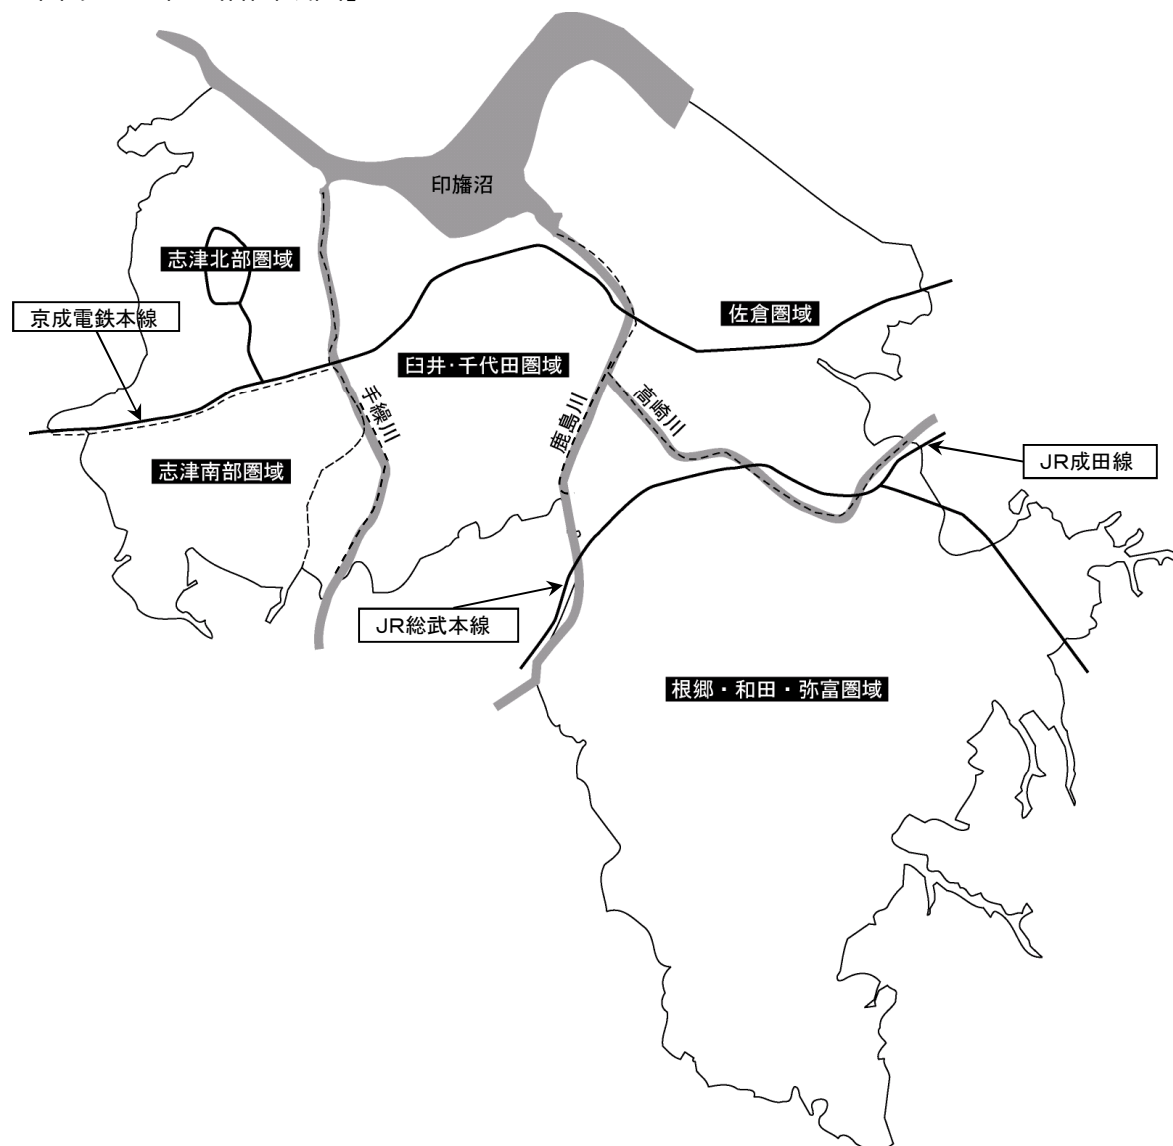 印旛沼
志津北部圏域
京成電鉄本線
佐倉圏域
臼井･千代田圏域
手繰川
鹿島川
高崎川
志津南部圏域
ＪＲ成田線
ＪＲ総武本線
根郷・和田・弥富圏域